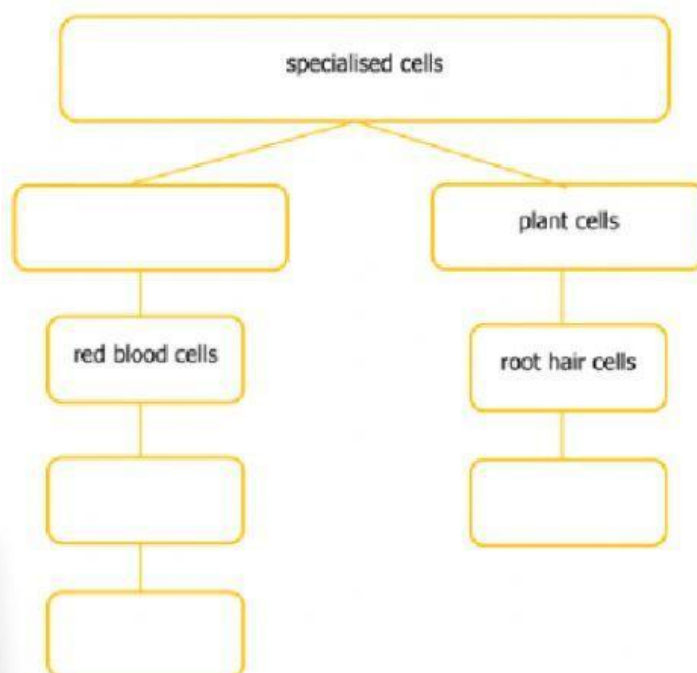 specialised cells
plant cells
red blood cells
root hair cells